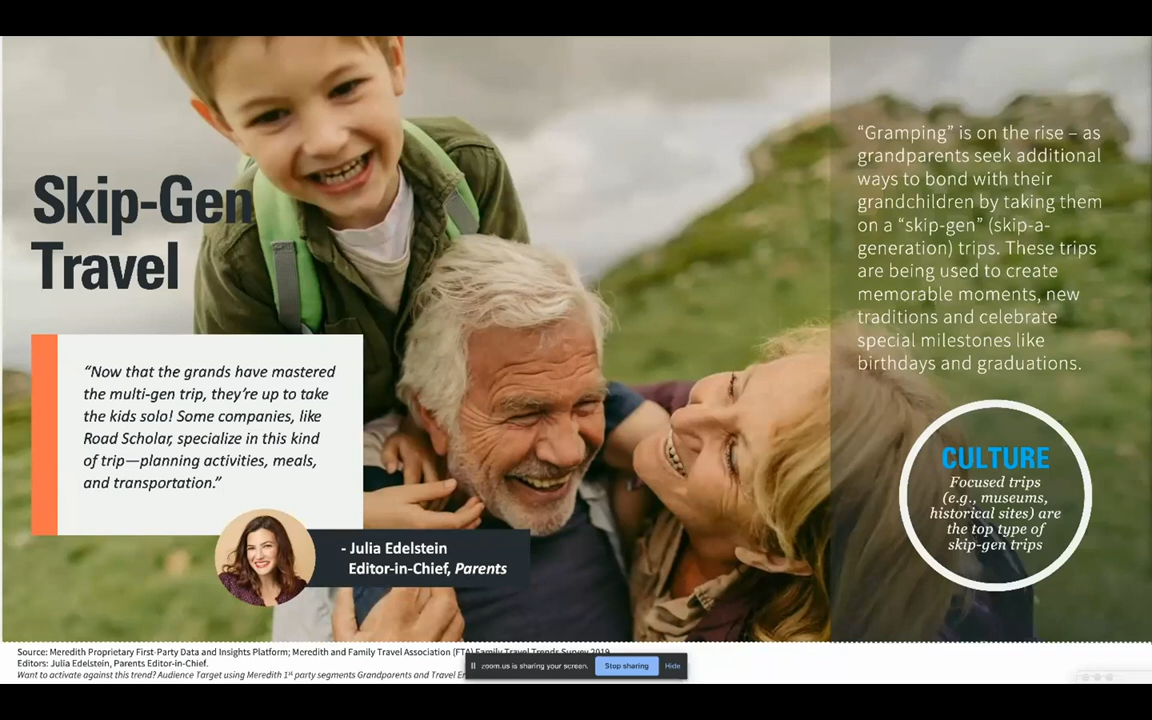 Skip-Gen
Travel
“Now that the grands have mastered
the multi-gen trip, they’re up to take
the kids solo! Some companies, like
Road Scholar, specialize in this kind
of trip—planning activities, meals,
and transportation.”
- Julia Edelstein
Editor-in-Chief, Parents
“Gramping” is on the rise – as
grandparents seek additional
ways to bond with their
grandchildren by taking them
on a “skip-gen” (skip-a-
generation) trips. These trips
are being used to create
memorable moments, new
traditions and celebrate
special milestones like
birthdays and graduations.
CULTURE
Focused trips
(e.g., museums,
historical sites) are
the top type of
skip-gen trips
Source: Meredith Proprietary First-Party Data and Insights Platform; Meredith and Family Travel Association (FTA) Family Travel Trends Survey 2019
Editors: Julia Edelstein, Parents Editor-in-Chief.
Want to activate against this trend? Audience Target using Meredith 1st party segments Grandparents and Travel
zoom.us is sharing your screen.
Stop sharing
Hide